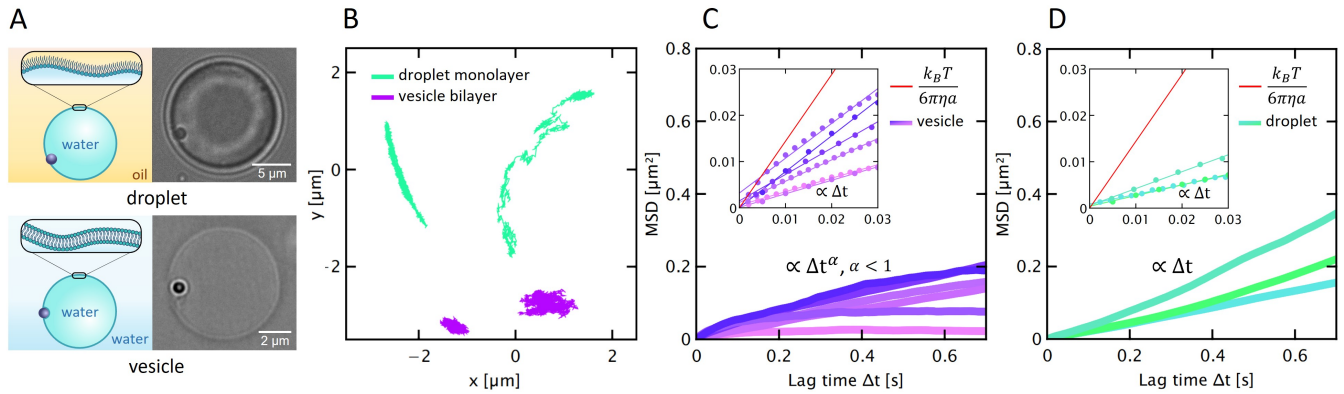 A
water
oil
5 µm
droplet
water
water
2 µm
vesicle
B
droplet monolayer
vesicle bilayer
y [µm]
2
0
-2
−2
0
2
x [µm]
C
MSD [µm²]
0.8
0.6
0.4
0.2
0
0.03
0.02
0.01
0
0
0.01
0.02
0.03
k_BT
6πηa
vesicle
∝ Δt
∝ Δt^α, α < 1
0
0.2
0.4
0.6
Lag time Δt [s]
D
MSD [µm²]
0.8
0.6
0.4
0.2
0
0.03
0.02
0.01
0
0
0.01
0.02
0.03
k_BT
6πηa
droplet
∝ Δt
∝ Δt
0
0.2
0.4
0.6
Lag time Δt [s]